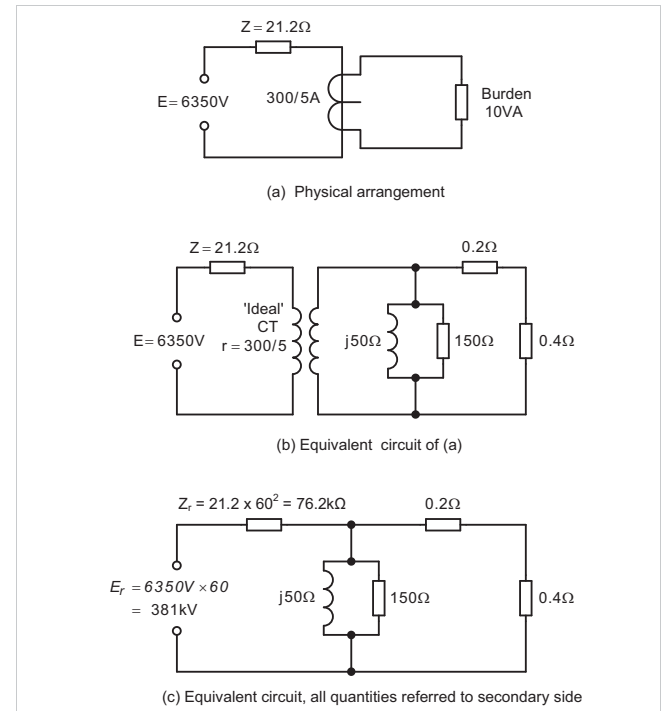 Z = 21.2Ω
E = 6350V
300/5A
Burden
10VA
(a) Physical arrangement
Z = 21.2Ω
0.2Ω
'Ideal'
CT
r = 300/5
E = 6350V
j50Ω
150Ω
0.4Ω
(b) Equivalent circuit of (a)
Zᵣ = 21.2 x 60² = 76.2kΩ
0.2Ω
Eᵣ = 6350V × 60
= 381kV
j50Ω
150Ω
0.4Ω
(c) Equivalent circuit, all quantities referred to secondary side